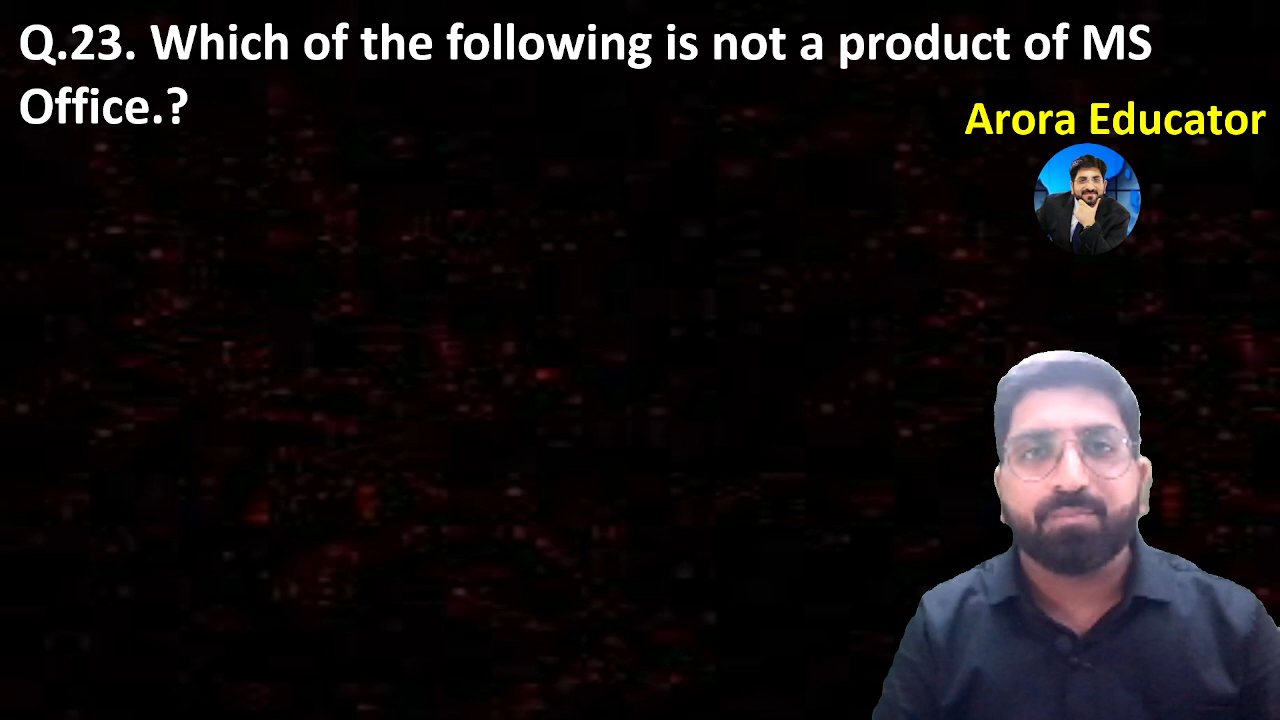 Q.23. Which of the following is not a product of MS
Office.?
Arora Educator